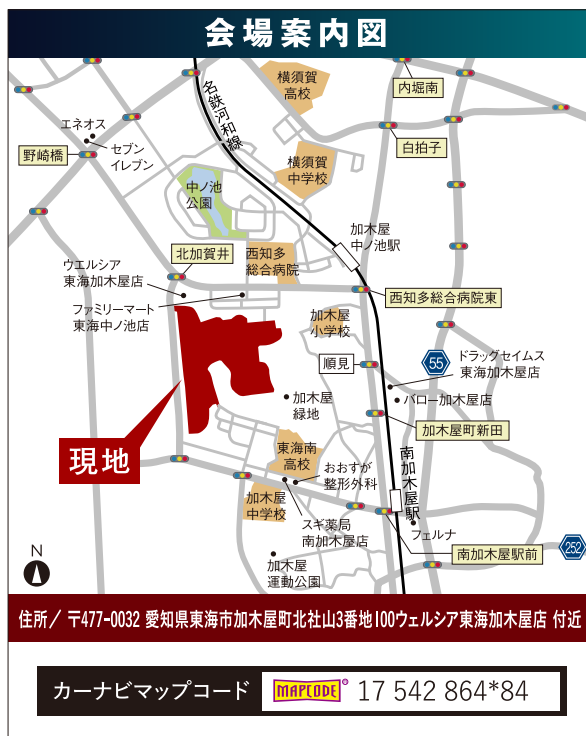 会場案内図
名鉄河和線
横須賀
高校
内堀南
エネオス
セブン
イレブン
野崎橋
白拍子
横須賀
中学校
中ノ池
公園
加木屋
中ノ池駅
北加賀井
西知多
総合病院
ウエルシア
東海加木屋店
西知多総合病院東
ファミリーマート
東海中ノ池店
加木屋
小学校
順見
55
ドラッグセイムス
東海加木屋店
バロー加木屋店
加木屋
緑地
加木屋町新田
現地
東海南
高校
おおすが
整形外科
南加木屋駅
加木屋
中学校
スギ薬局
南加木屋店
フェルナ
南加木屋駅前
252
加木屋
運動公園
N
住所／ 〒477-0032 愛知県東海市加木屋町北社山3番地100ウェルシア東海加木屋店 付近
カーナビマップコード MAPCODE® 17 542 864*84